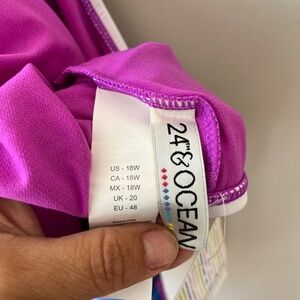 24th & OCEAN
US - 18W
CA - 18W
MX - 18W
UK - 20
EU - 48